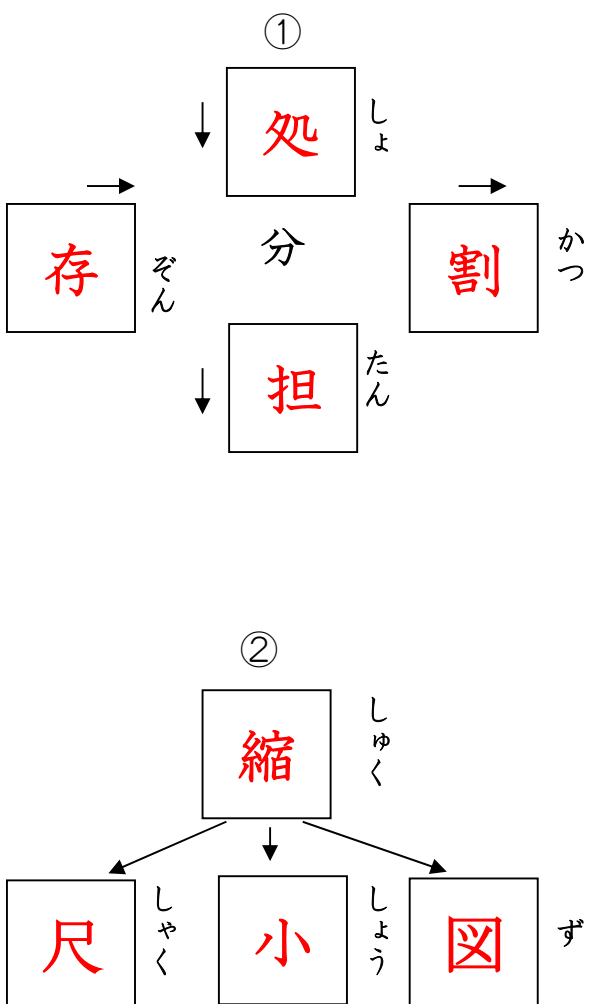 ①
処
しょ
存
ぞん
分
割
かつ
担
たん
②
縮
しゅく
尺
しゃく
小
しょう
図
ず